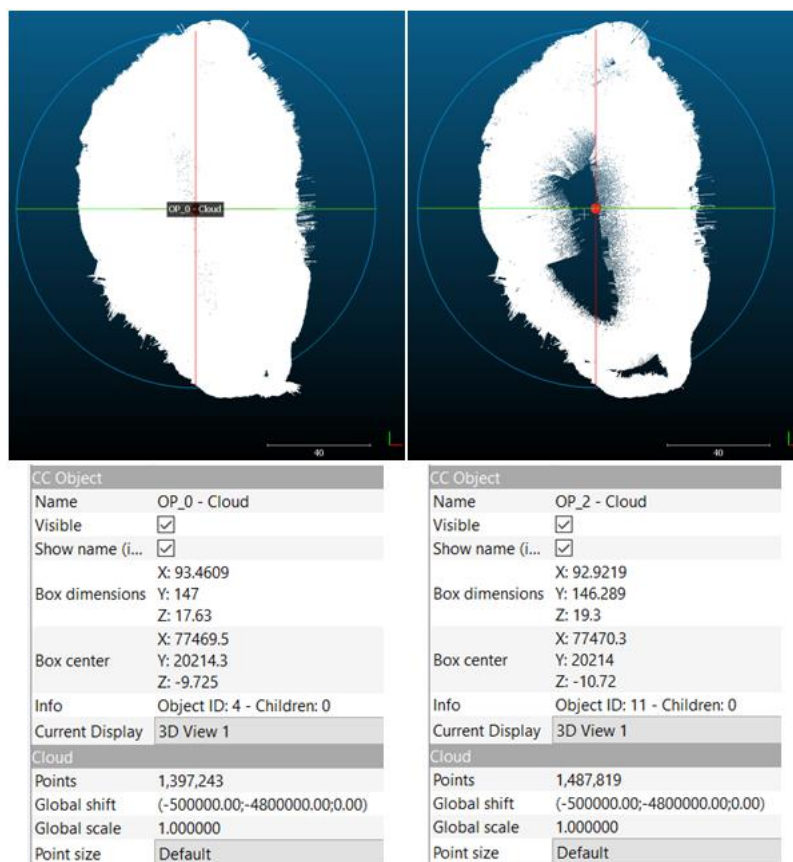 OP_0 - Cloud
40
40
CC Object
Name OP_0 - Cloud
Visible
Show name (i...
Box dimensions
X: 93.4609
Y: 147
Z: 17.63
Box center
X: 77469.5
Y: 20214.3
Z: -9.725
Info Object ID: 4 - Children: 0
Current Display 3D View 1
Cloud
Points 1,397,243
Global shift (-500000.00;-4800000.00;0.00)
Global scale 1.000000
Point size Default
CC Object
Name OP_2 - Cloud
Visible
Show name (i...
Box dimensions
X: 92.9219
Y: 146.289
Z: 19.3
Box center
X: 77470.3
Y: 20214
Z: -10.72
Info Object ID: 11 - Children: 0
Current Display 3D View 1
Cloud
Points 1,487,819
Global shift (-500000.00;-4800000.00;0.00)
Global scale 1.000000
Point size Default